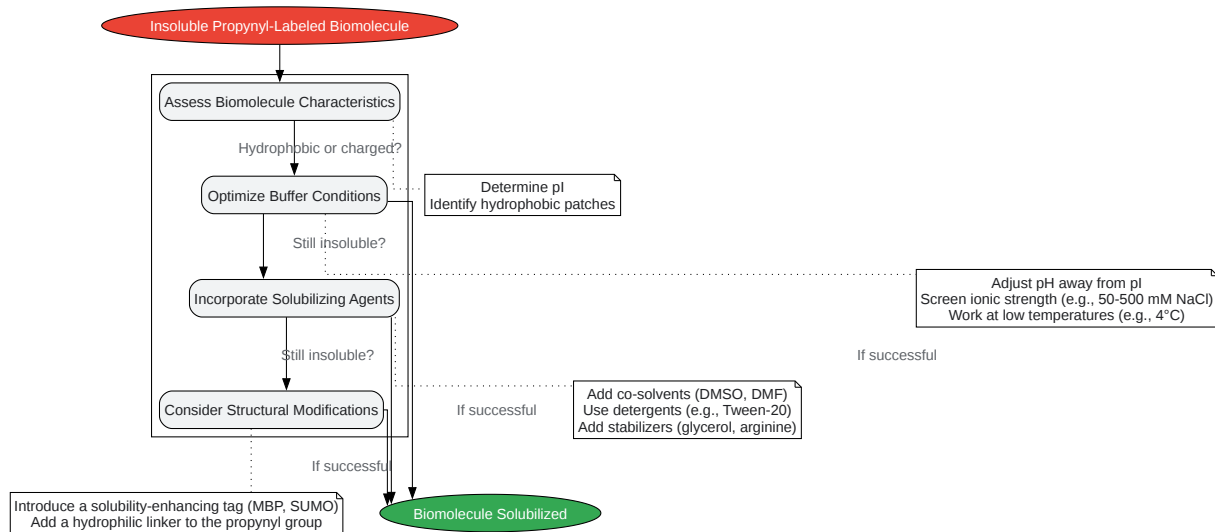 Insoluble Propynyl-Labeled Biomolecule
Assess Biomolecule Characteristics
Hydrophobic or charged?
Determine pI
Identify hydrophobic patches
Optimize Buffer Conditions
Still insoluble?
Adjust pH away from pI
Screen ionic strength (e.g., 50-500 mM NaCl)
Work at low temperatures (e.g., 4°C)
Incorporate Solubilizing Agents
Still insoluble?
If successful
Add co-solvents (DMSO, DMF)
Use detergents (e.g., Tween-20)
Add stabilizers (glycerol, arginine)
Consider Structural Modifications
If successful
If successful
Introduce a solubility-enhancing tag (MBP, SUMO)
Add a hydrophilic linker to the propynyl group
Biomolecule Solubilized